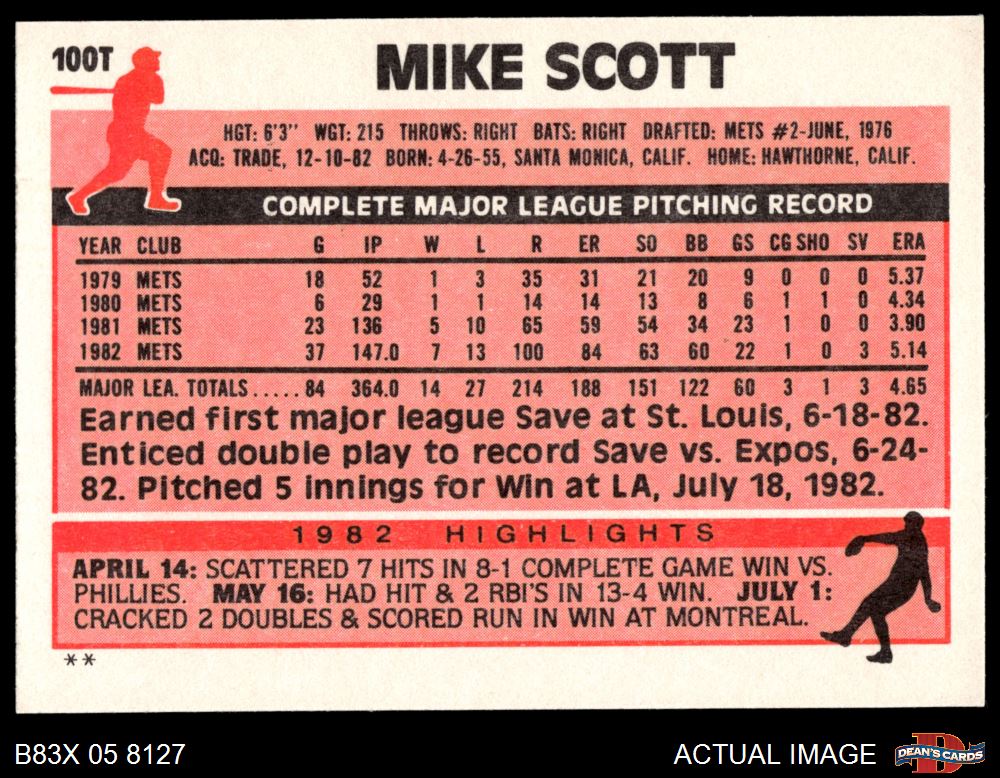 100T
MIKE SCOTT
HGT: 6'3" WGT: 215 THROWS: RIGHT BATS: RIGHT DRAFTED: METS #2-JUNE, 1976
ACQ: TRADE, 12-10-82 BORN: 4-26-55, SANTA MONICA, CALIF. HOME: HAWTHORNE, CALIF.
COMPLETE MAJOR LEAGUE PITCHING RECORD
YEAR CLUB G IP W L R ER SO BB GS CG SHO SV ERA
1979 METS 18 52 1 3 35 31 21 20 9 0 0 0 5.37
1980 METS 6 29 1 1 14 14 13 8 6 1 1 0 4.34
1981 METS 23 136 5 10 65 59 54 34 23 1 0 0 3.90
1982 METS 37 147.0 7 13 100 84 63 60 22 1 0 3 5.14
MAJOR LEA. TOTALS..... 84 364.0 14 27 214 188 151 122 60 3 1 3 4.65
Earned first major league Save at St. Louis, 6-18-82.
Enticed double play to record Save vs. Expos, 6-24-
82. Pitched 5 innings for Win at LA, July 18, 1982.
1982 HIGHLIGHTS
APRIL 14: SCATTERED 7 HITS IN 8-1 COMPLETE GAME WIN VS.
PHILLIES. MAY 16: HAD HIT & 2 RBI'S IN 13-4 WIN. JULY 1:
CRACKED 2 DOUBLES & SCORED RUN IN WIN AT MONTREAL.
**
B83X 05 8127
ACTUAL IMAGE
DEAN'S CARDS